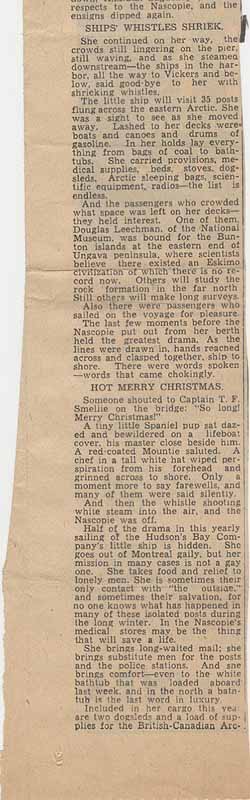 respects to the Nascopie, and the
ensigns dipped again.
SHIPS' WHISTLES SHRIEK.
She continued on her way, the
crowds still lingering on the pier,
still waving, and as she steamed
downstream—the ships in the har-
bor, all the way to Vickers and be-
low, said good-bye to her with
shrieking whistles.
The little ship will visit 35 posts
flung across the eastern Arctic. She
was a sight to see as she moved
away. Lashed to her decks were
boats and canoes and drums of
gasoline. In her holds lay every-
thing from bags of coal to bath-
tubs. She carried provisions, me-
dical supplies, beds, stoves, dog-
sleds, Arctic sleeping bags, scien-
tific equipment, radios—the list is
endless.
And the passengers who crowded
what space was left on her decks—
they held interest. One of them,
Douglas Leechman, of the National
Museum, was bound for the But-
ton islands at the eastern end of
Ungava peninsula, where scientists
believe there existed an Eskimo
civilization of which there is no re-
cord now. Others will study the
rock formation in the far north
Still others will make long surveys.
Also there were passengers who
sailed on the voyage for pleasure.
The last few moments before the
Nascopie put out from her berth
held the greatest drama. As the
lines were drawn in, hands reached
across and clasped together, ship to
shore. There were words spoken
—words that came chokingly.
HOT MERRY CHRISTMAS.
Someone shouted to Captain T. F.
Smellie on the bridge: "So long!
Merry Christmas!"
A tiny little Spaniel pup sat daz-
ed and bewildered on a lifeboat
cover, his master close beside him.
A red-coated Mountie saluted. A
chef in a tall white hat wiped per-
spiration from his forehead and
grinned across to shore. Only a
moment more to say farewells, and
many of them were said silently.
And then the whistle shooting
white steam into the air, and the
Nascopie was off.
Half of the drama in this yearly
sailing of the Hudson's Bay Com-
pany's little ship is hidden. She
goes out of Montreal gaily, but her
mission in many cases is not a gay
one. She takes food and relief to
lonely men. She is sometimes their
only contact with "the outside,"
and sometimes their salvation, for
no one knows what has happened in
many of these isolated posts during
the long winter. In the Nascopie's
medical stores may be the thing
that will save a life.
She brings long-waited mail; she
brings substitute men for the posts
and the police stations. And she
brings comfort—even to the white
bathtub that was loaded aboard
last week, and in the north a bath-
tub is the last word in luxury.
Included in her cargo this yea
are two dogsleds and a load of sup-
plies for the British-Canadian Arc-